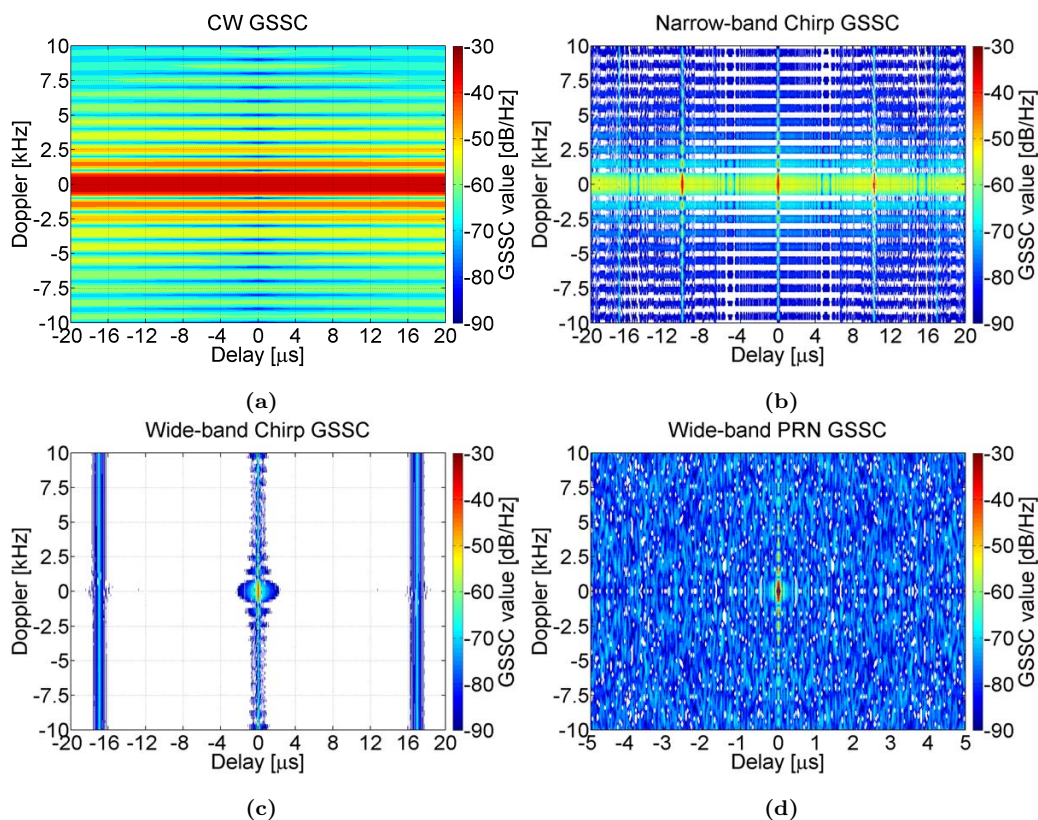 CW GSSC
10
7.5
5
2.5
0
-2.5
-5
-7.5
-10
Doppler [kHz]
-20 -16 -12 -8 -4 0 4 8 12 16 20
Delay [μs]
-30
-40
-50
-60
-70
-80
-90
GSSC value [dB/Hz]
(a)
Narrow-band Chirp GSSC
10
7.5
5
2.5
0
-2.5
-5
-7.5
-10
Doppler [kHz]
-20 -16 -12 -8 -4 0 4 8 12 16 20
Delay [μs]
-30
-40
-50
-60
-70
-80
-90
GSSC value [dB/Hz]
(b)
Wide-band Chirp GSSC
10
7.5
5
2.5
0
-2.5
-5
-7.5
-10
Doppler [kHz]
-20 -16 -12 -8 -4 0 4 8 12 16 20
Delay [μs]
-30
-40
-50
-60
-70
-80
-90
GSSC value [dB/Hz]
(c)
Wide-band PRN GSSC
10
7.5
5
2.5
0
-2.5
-5
-7.5
-10
Doppler [kHz]
-5 -4 -3 -2 -1 0 1 2 3 4 5
Delay [μs]
-30
-40
-50
-60
-70
-80
-90
GSSC value [dB/Hz]
(d)